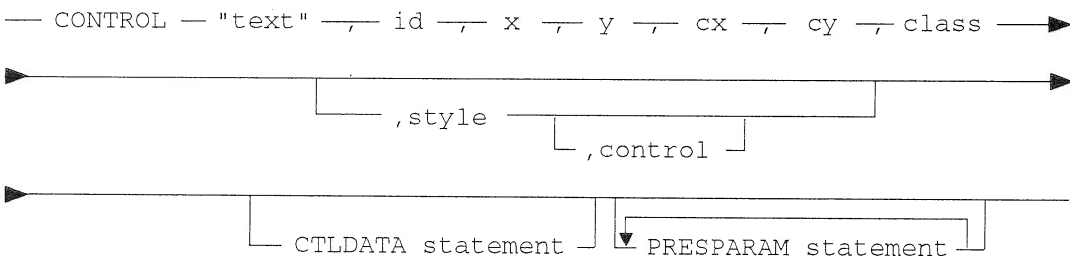 CONTROL "text" , id , x , y , cx , cy , class
,style
,control
CTLDATA statement PRESPARAM statement